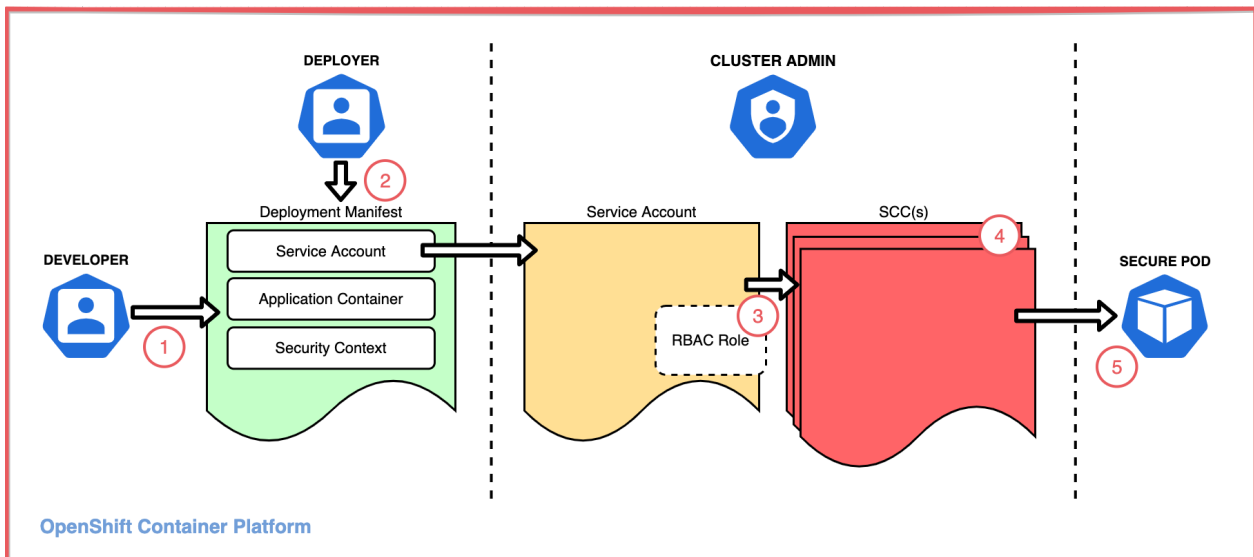 DEPLOYER
CLUSTER ADMIN
2
Deployment Manifest
Service Account
SCC(s)
Service Account
4
DEVELOPER
SECURE POD
Application Container
3
1
RBAC Role
Security Context
5
OpenShift Container Platform